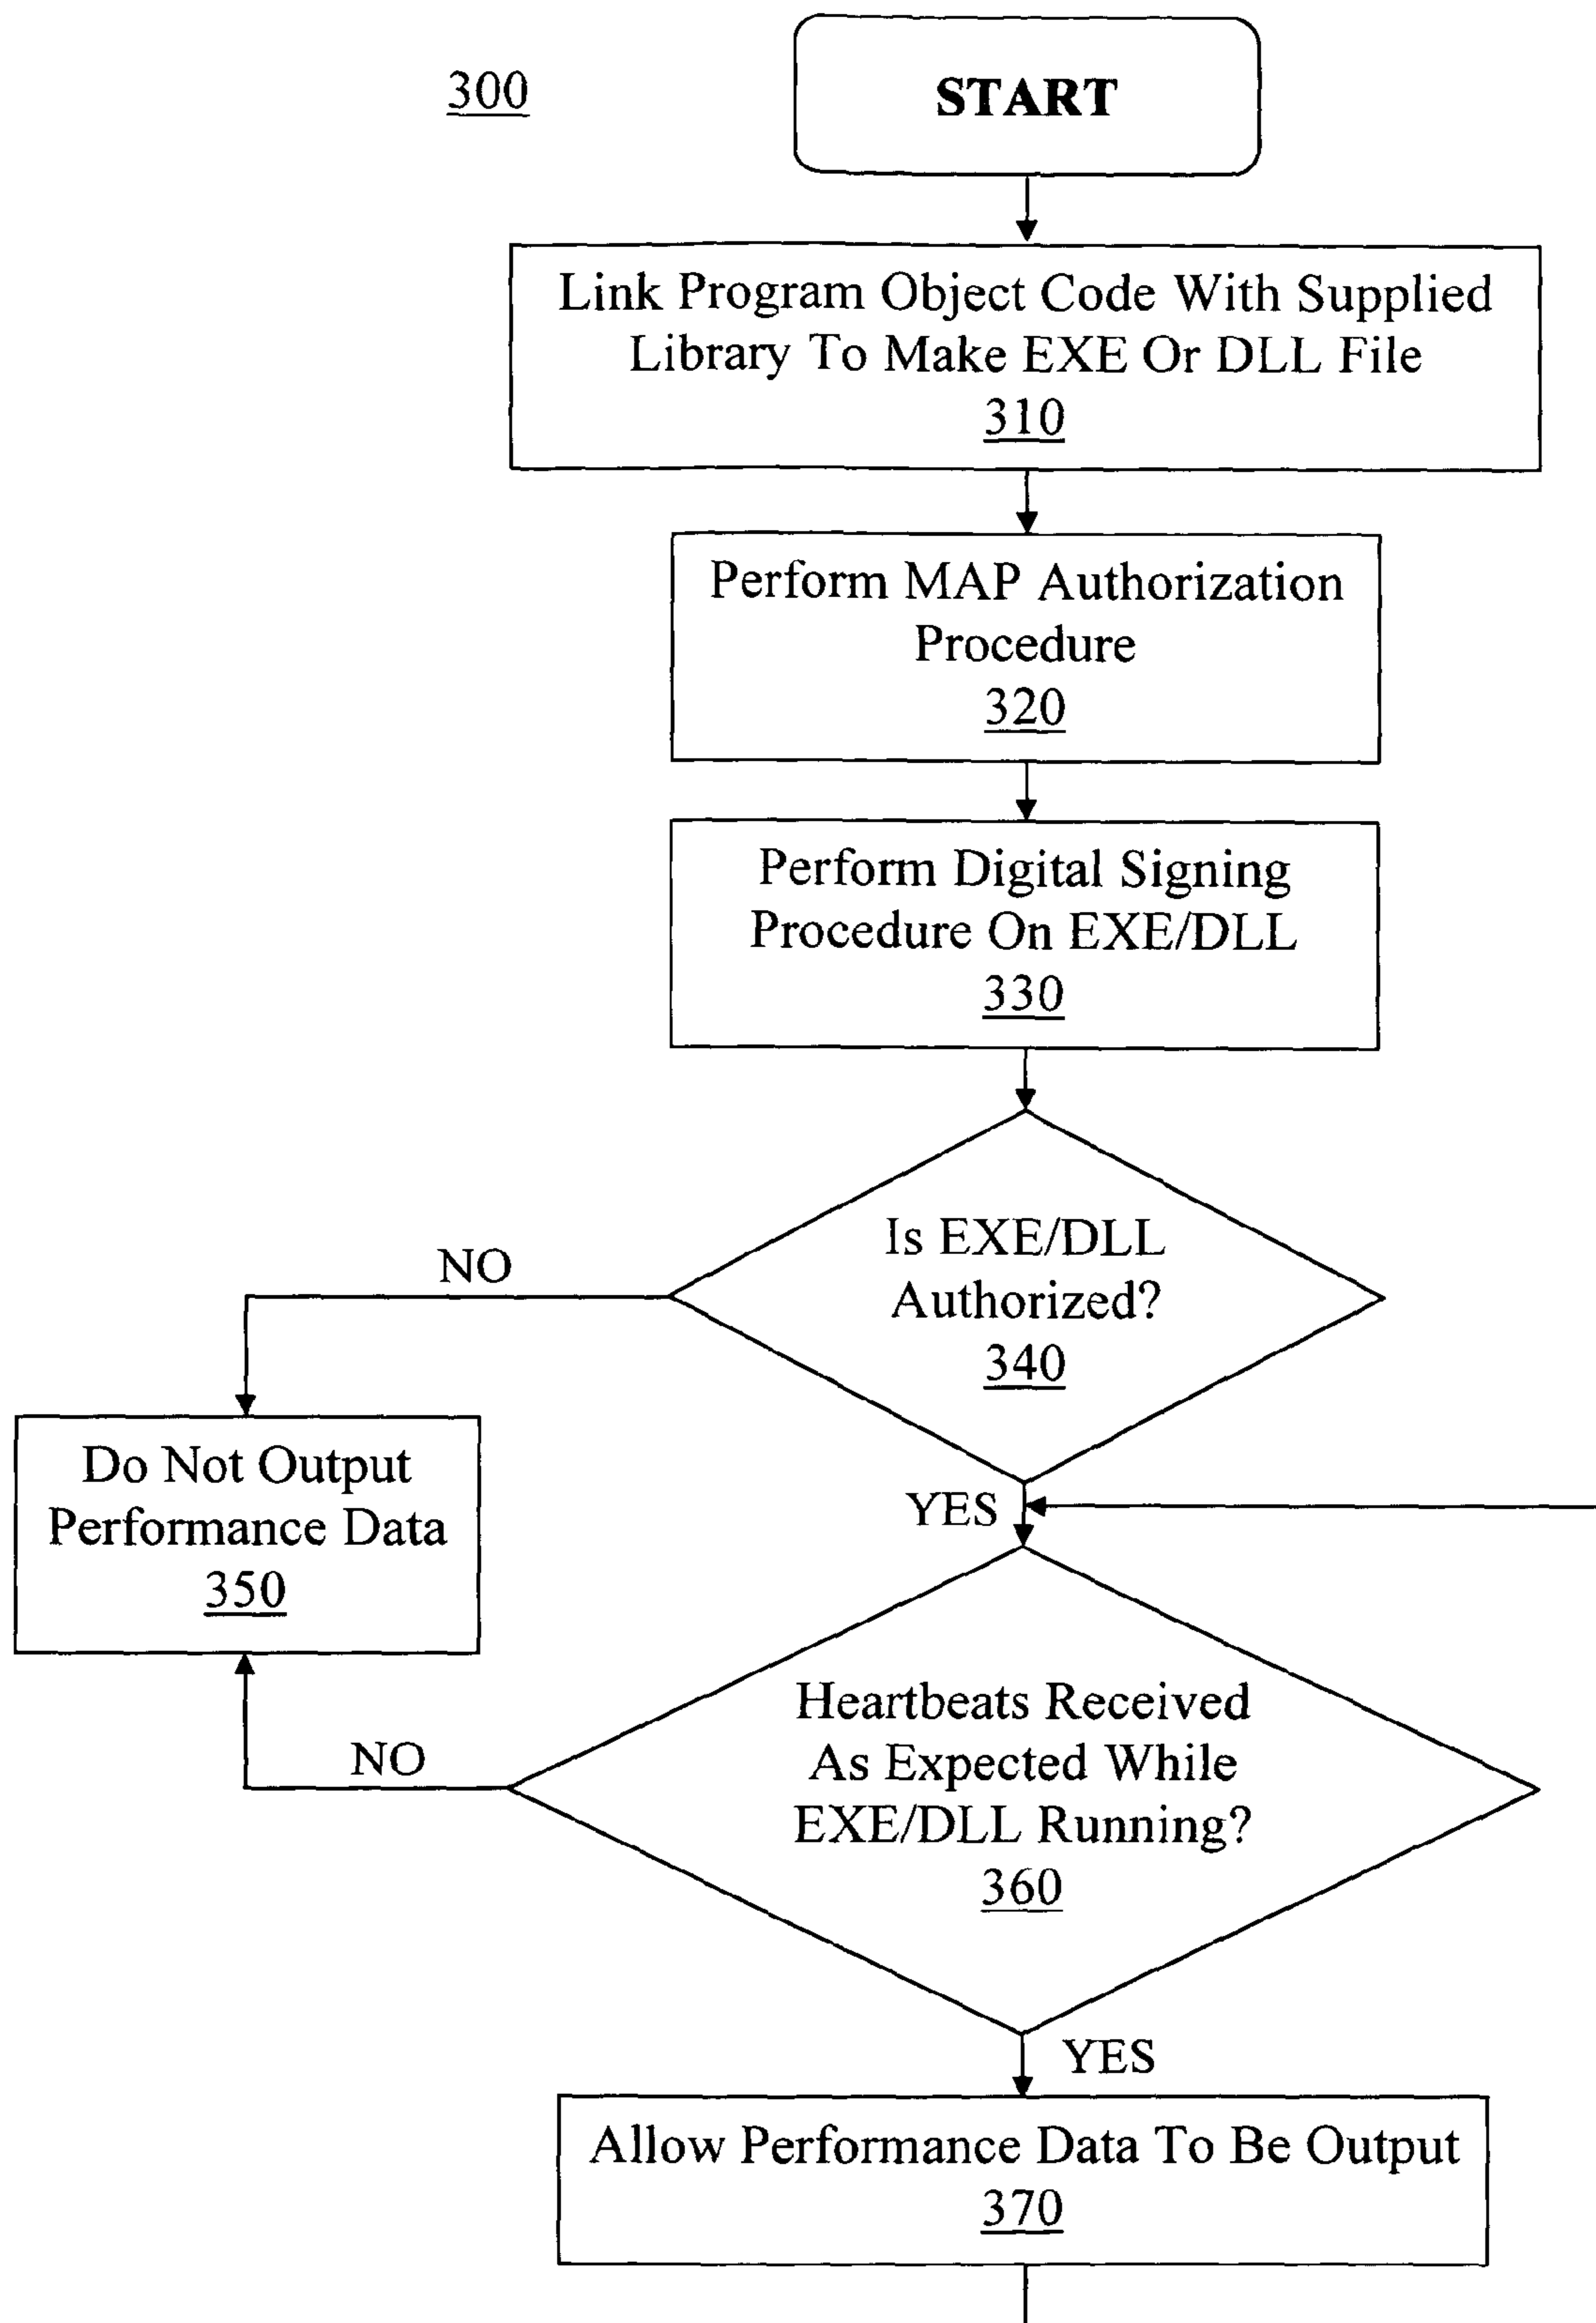 300
START
Link Program Object Code With Supplied
Library To Make EXE Or DLL File
310
Perform MAP Authorization
Procedure
320
Perform Digital Signing
Procedure On EXE/DLL
330
Is EXE/DLL
Authorized?
340
NO
Do Not Output
Performance Data
350
YES
Heartbeats Received
As Expected While
EXE/DLL Running?
360
NO
YES
Allow Performance Data To Be Output
370